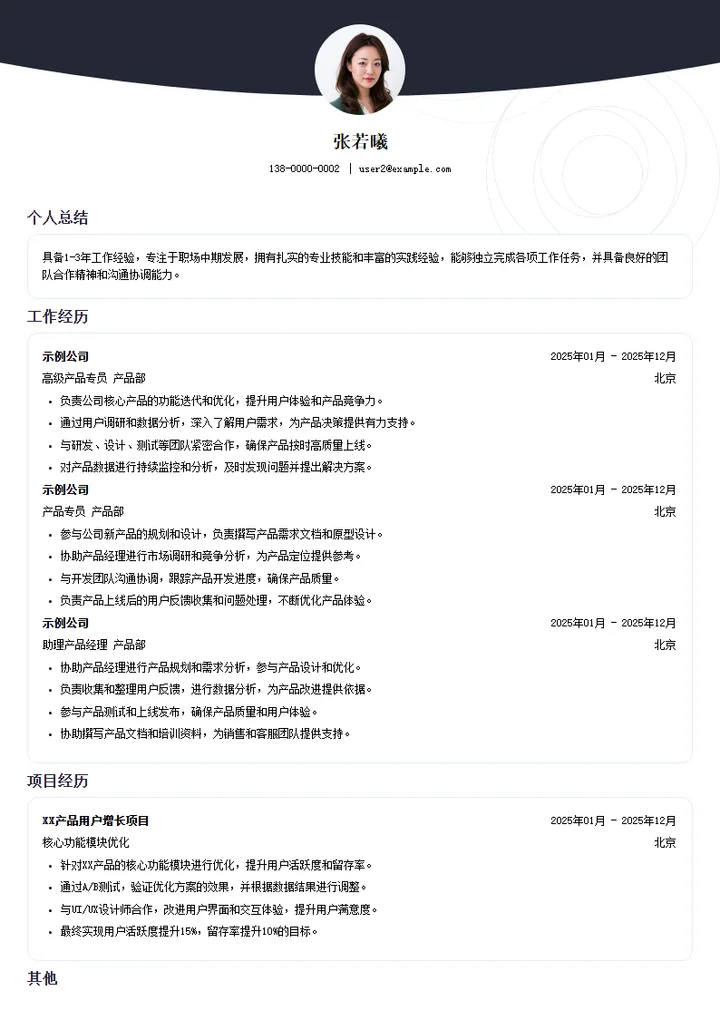 张若曦
138-0000-0002 | user2@example.com
个人总结
具备1-3年工作经验，专注于职场中期发展，拥有扎实的专业技能和丰富的实践经验，能够独立完成各项工作任务，并具备良好的团
队合作精神和沟通协调能力。
工作经历
示例公司 2025年01月 - 2025年12月
高级产品专员 产品部 北京
• 负责公司核心产品的功能迭代和优化，提升用户体验和产品竞争力。
• 通过用户调研和数据分析，深入了解用户需求，为产品决策提供有力支持。
• 与研发、设计、测试等团队紧密合作，确保产品按时高质量上线。
• 对产品数据进行持续监控和分析，及时发现问题并提出解决方案。
示例公司 2025年01月 - 2025年12月
产品专员 产品部 北京
• 参与公司新产品的规划和设计，负责撰写产品需求文档和原型设计。
• 协助产品经理进行市场调研和竞争分析，为产品定位提供参考。
• 与开发团队沟通协调，跟踪产品开发进度，确保产品质量。
• 负责产品上线后的用户反馈收集和问题处理，不断优化产品体验。
示例公司 2025年01月 - 2025年12月
助理产品经理 产品部 北京
• 协助产品经理进行产品规划和需求分析，参与产品设计和优化。
• 负责收集和整理用户反馈，进行数据分析，为产品改进提供依据。
• 参与产品测试和上线发布，确保产品质量和用户体验。
• 协助撰写产品文档和培训资料，为销售和客服团队提供支持。
项目经历
XX产品用户增长项目 2025年01月 - 2025年12月
核心功能模块优化 北京
• 针对XX产品的核心功能模块进行优化，提升用户活跃度和留存率。
• 通过A/B测试，验证优化方案的效果，并根据数据结果进行调整。
• 与UI/UX设计师合作，改进用户界面和交互体验，提升用户满意度。
• 最终实现用户活跃度提升15%，留存率提升10%的目标。
其他